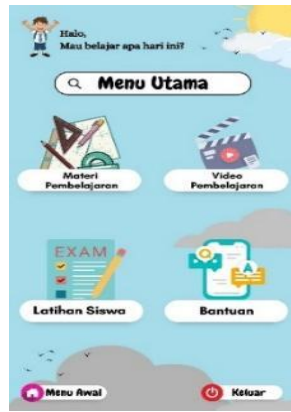 Halo,
Mau belajar apa hari ini?
Menu Utama
Materi
Pembelajaran
Video
Pembelajaran
EXAM
Q
A
Latihan Siswa
Bantuan
Menu Awal
Keluar